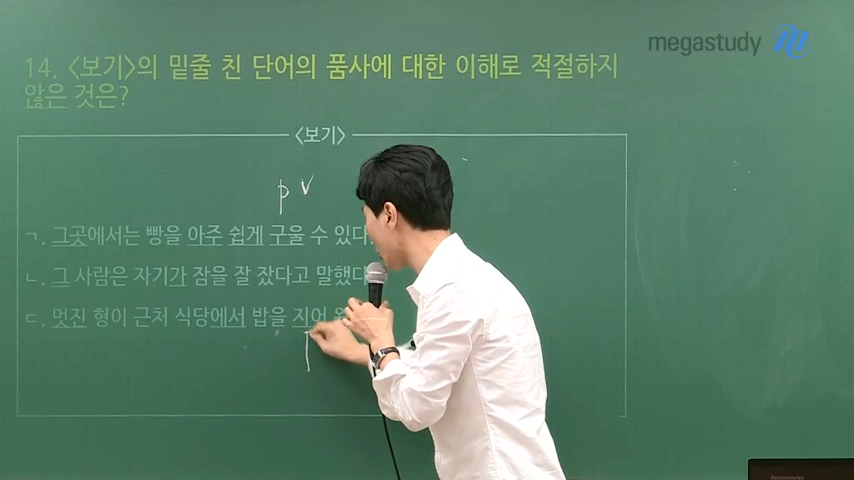 megastudy
14. <보기>의 밑줄 친 단어의 품사에 대한 이해로 적절하지
않은 것은?
<보기>
p v
ㄱ. 그곳에서는 빵을 아주 쉽게 구울 수 있다
ㄴ. 그 사람은 자기가 잠을 잘 잤다고 말했다
ㄷ. 멋진 형이 근처 식당에서 밥을 지어